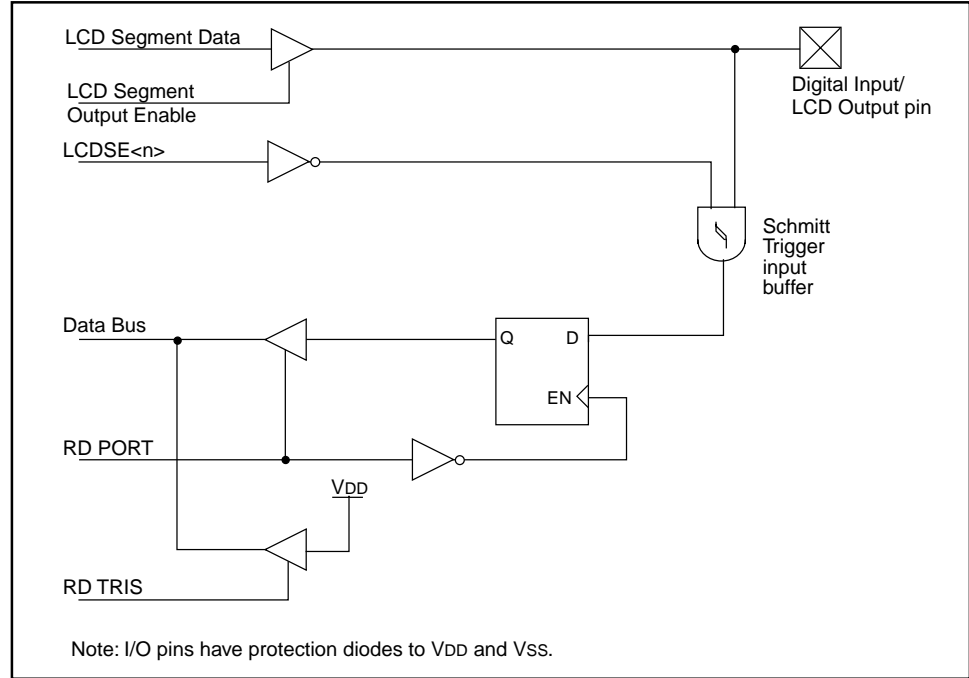 LCD Segment Data
LCD Segment
Output Enable
LCDSE<n>
Digital Input/
LCD Output pin
Schmitt
Trigger
input
buffer
Data Bus
Q
D
EN
RD PORT
VDD
RD TRIS
Note: I/O pins have protection diodes to VDD and VSS.